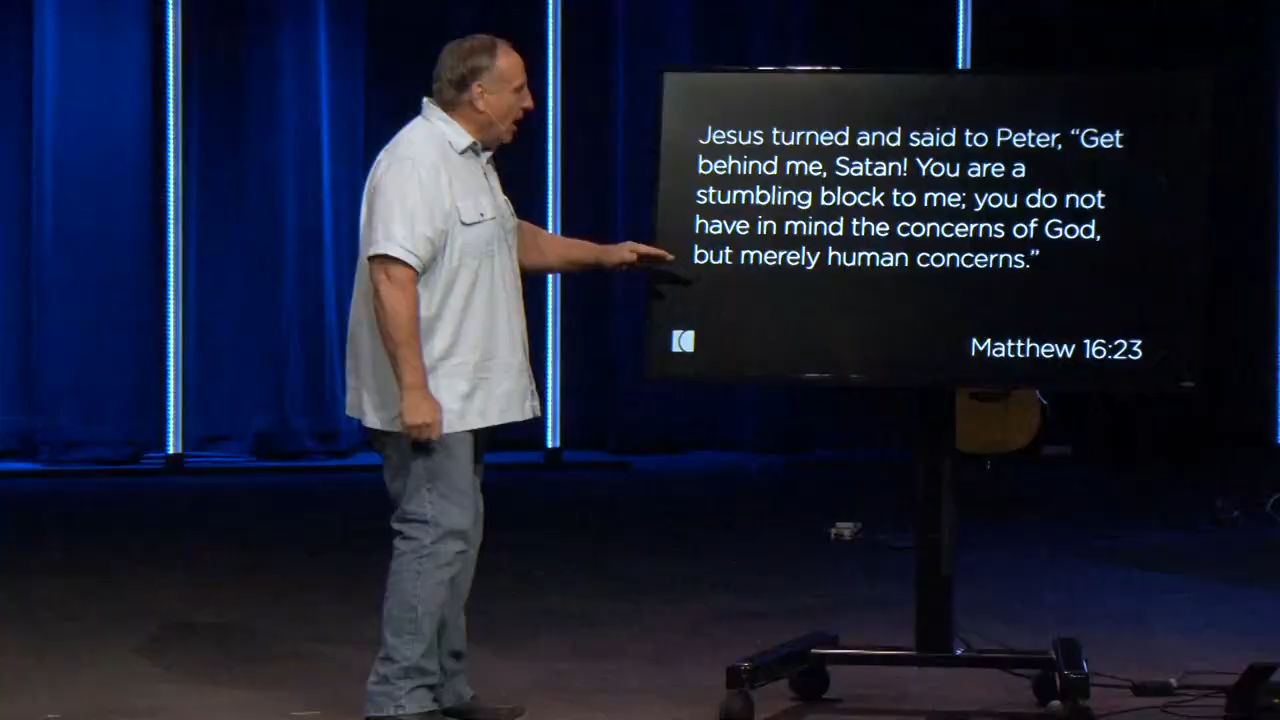 Jesus turned and said to Peter, “Get
behind me, Satan! You are a
stumbling block to me; you do not
have in mind the concerns of God,
but merely human concerns.”
Matthew 16:23